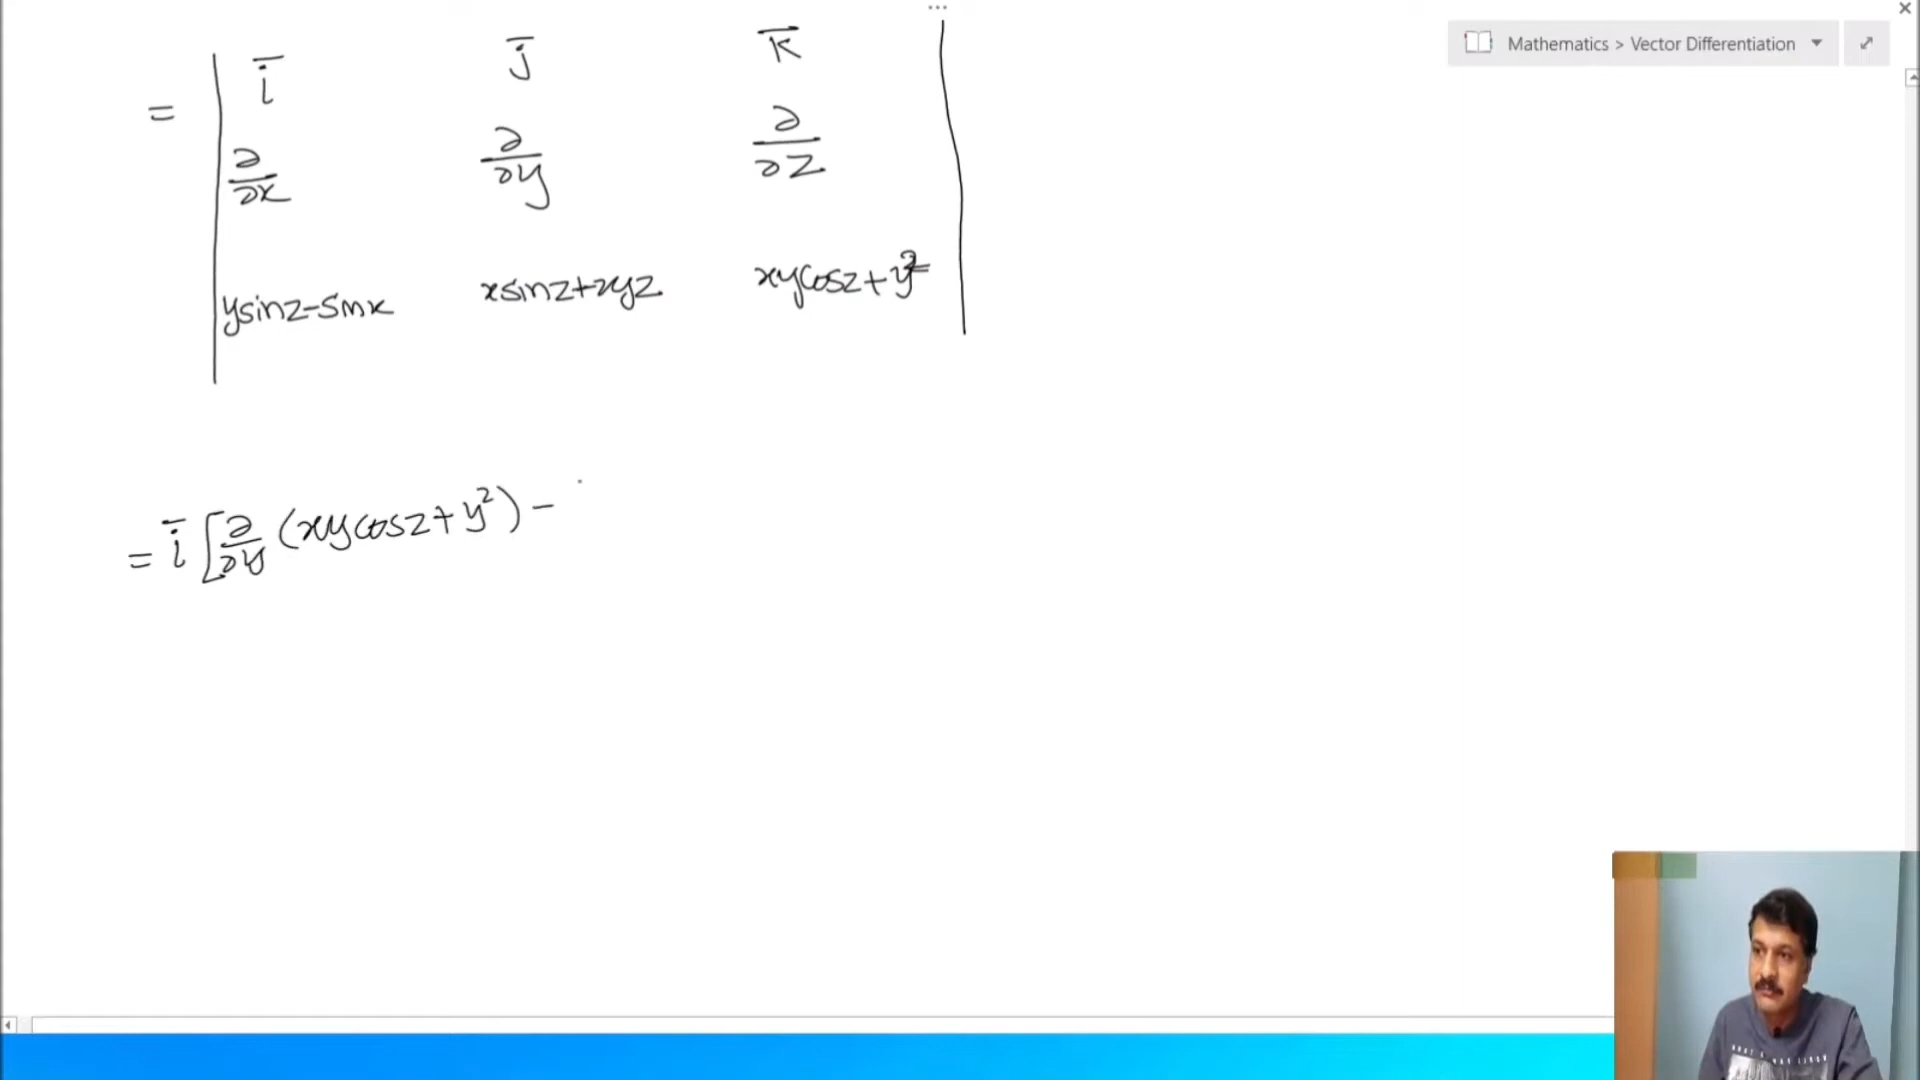 Mathematics > Vector Differentiation
= | i̅ j̅ k̅ |
∂/∂x ∂/∂y ∂/∂z
ysinz-sinx xsinz+xyz xycosz+y²
= i̅ [∂/∂y (xycosz+y²) -